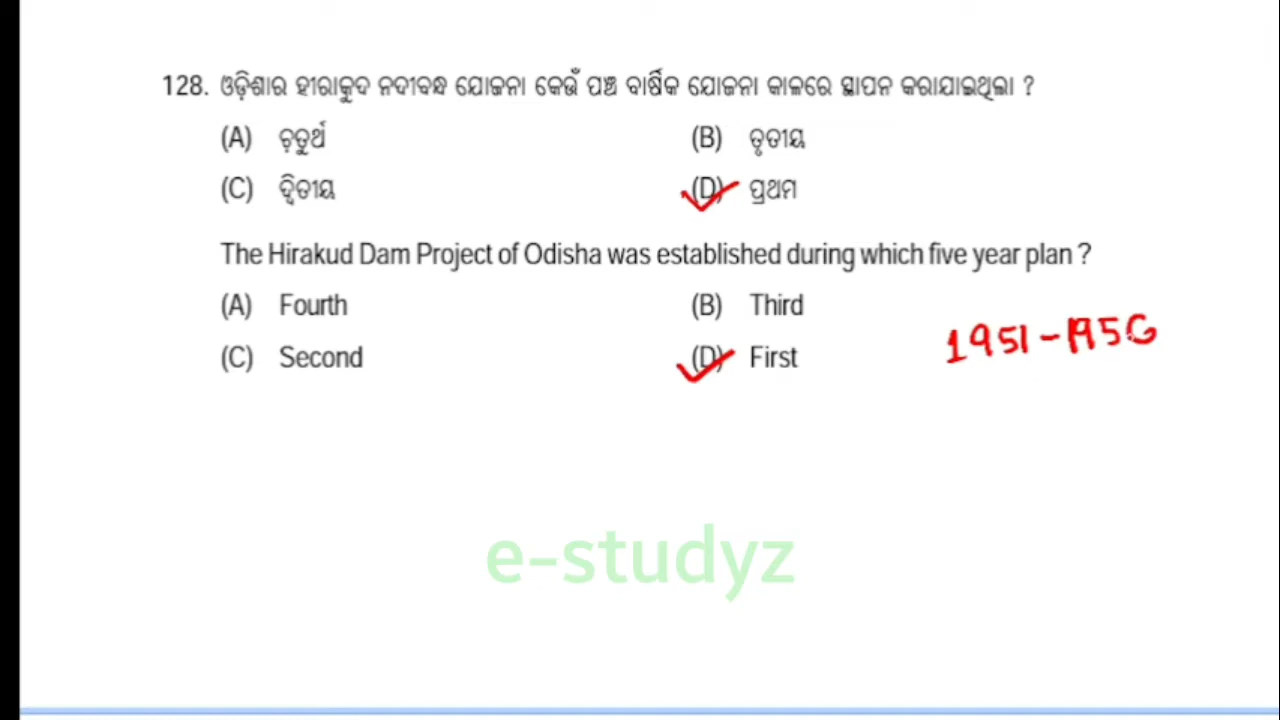 128. ଓଡ଼ିଶାର ହୀରାକୁଦ ନଦୀବନ୍ଧ ଯୋଜନା କେଉଁ ପଞ୍ଚ ବାର୍ଷିକ ଯୋଜନା କାଳରେ ସ୍ଥାପନ କରାଯାଇଥିଲା ?
(A) ଚ଼ତୁର୍ଥ (B) ତୃତୀୟ
(C) ଦ୍ଵିତୀୟ (D) ପ୍ରଥମ
The Hirakud Dam Project of Odisha was established during which five year plan ?
(A) Fourth (B) Third
1951-1956
(C) Second (D) First
e-studyz